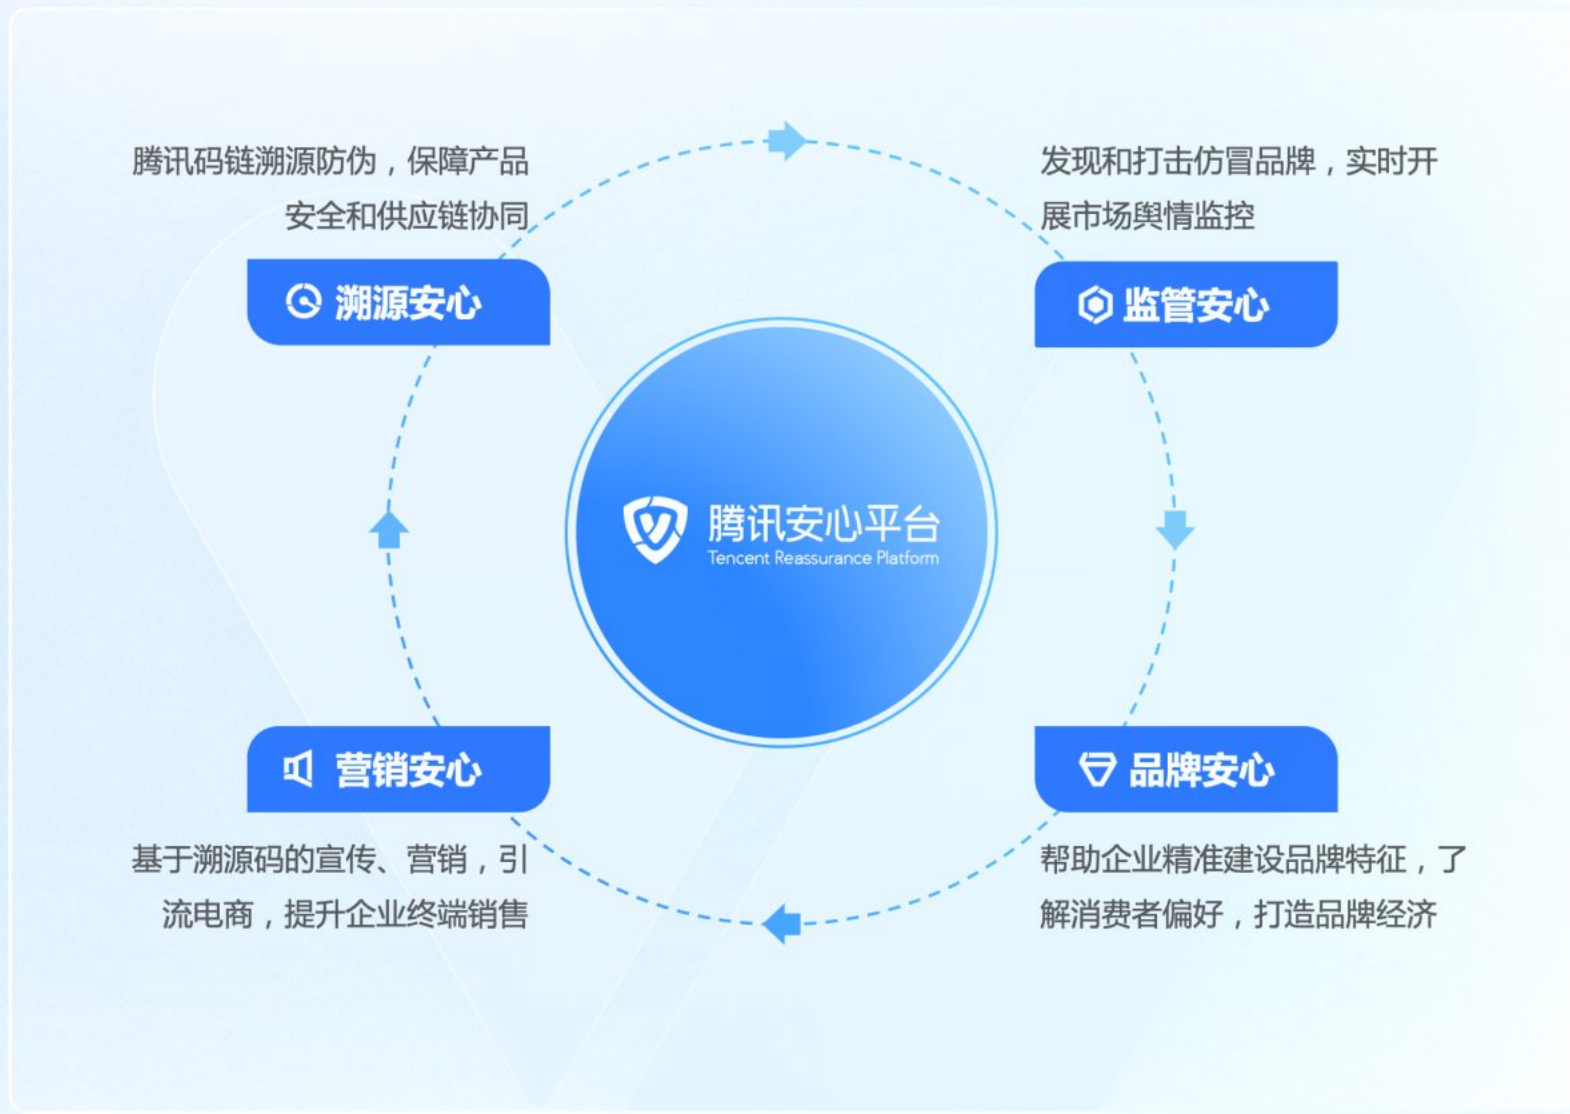 腾讯码链溯源防伪，保障产品
安全和供应链协同
溯源安心
发现和打击仿冒品牌，实时开
展市场舆情监控
监管安心
腾讯安心平台
Tencent Reassurance Platform
营销安心
基于溯源码的宣传、营销，引
流电商，提升企业终端销售
品牌安心
帮助企业精准建设品牌特征，了
解消费者偏好，打造品牌经济